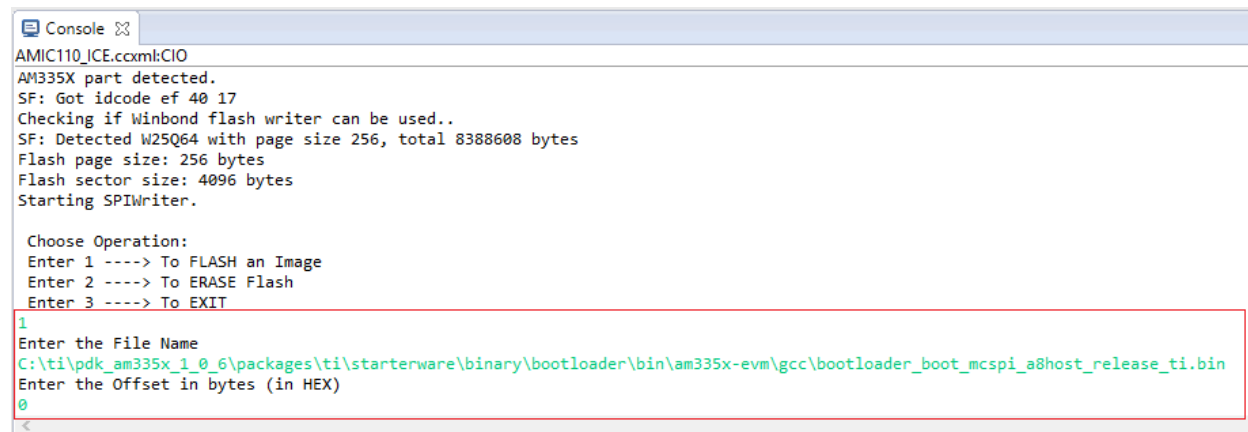 Console
AMIC110_ICE.ccxml:CIO
AM335X part detected.
SF: Got idcode ef 40 17
Checking if Winbond flash writer can be used..
SF: Detected W25Q64 with page size 256, total 8388608 bytes
Flash page size: 256 bytes
Flash sector size: 4096 bytes
Starting SPIWriter.
Choose Operation:
Enter 1 ----> To FLASH an Image
Enter 2 ----> To ERASE Flash
Enter 3 ----> To EXIT
1
Enter the File Name
C:\ti\pdk_am335x_1_0_6\packages\ti\starterware\binary\bootloader\bin\am335x-evm\gcc\bootloader_boot_mcspi_a8host_release_ti.bin
Enter the Offset in bytes (in HEX)
0